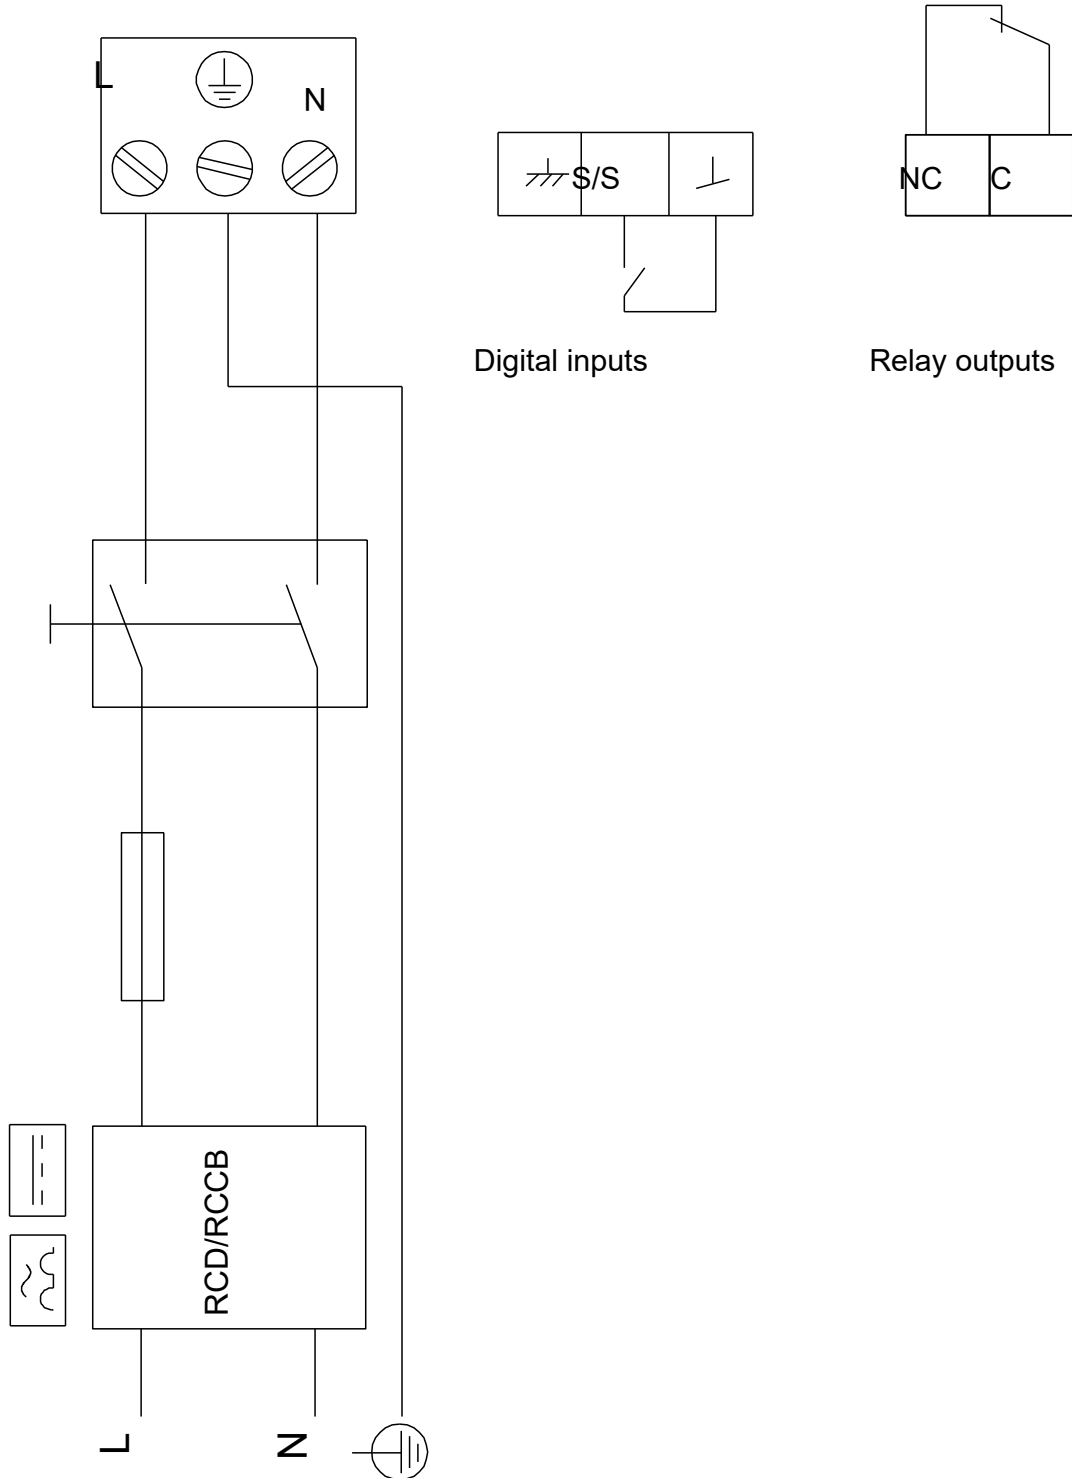 L
N
S/S
NC
C
Digital inputs
Relay outputs
RCD/RCCB
L
N